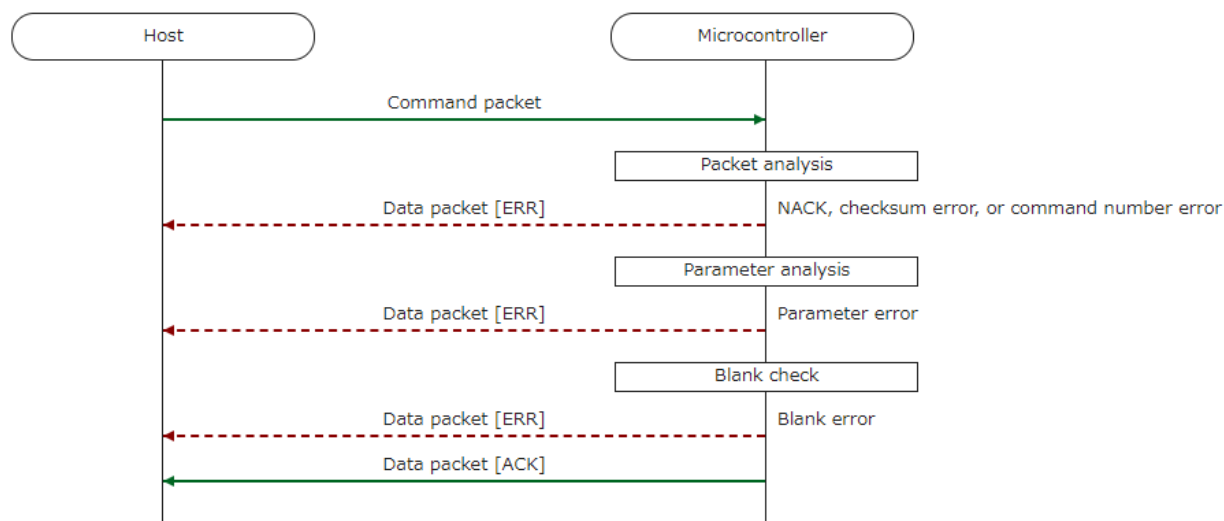 Host
Microcontroller
Command packet
Packet analysis
Data packet [ERR]
NACK, checksum error, or command number error
Parameter analysis
Data packet [ERR]
Parameter error
Blank check
Data packet [ERR]
Blank error
Data packet [ACK]